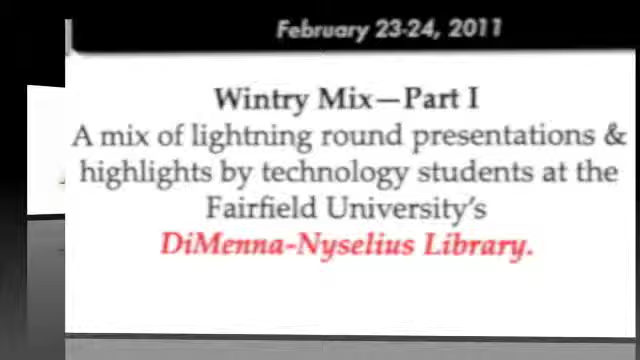 February 23-24, 2011
Wintry Mix—Part I
A mix of lightning round presentations &
highlights by technology students at the
Fairfield University's
DiMenna-Nyselius Library.